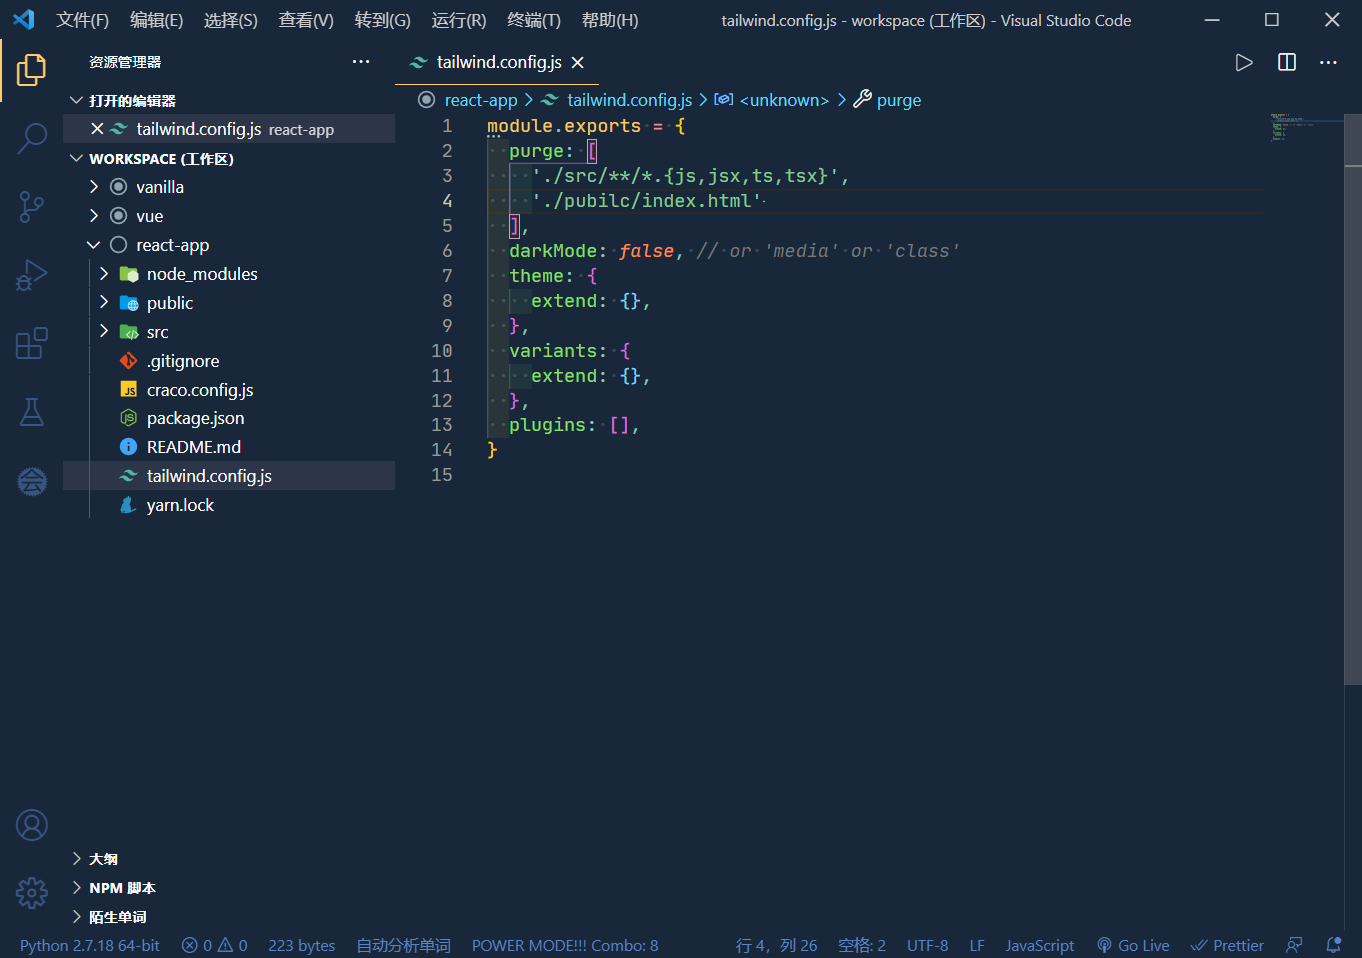 文件(F) 编辑(E) 选择(S) 查看(V) 转到(G) 运行(R) 终端(T) 帮助(H) tailwind.config.js - workspace (工作区) - Visual Studio Code
资源管理器
打开的编辑器
tailwind.config.js react-app
WORKSPACE (工作区)
vanilla
vue
react-app
node_modules
public
src
.gitignore
craco.config.js
package.json
README.md
tailwind.config.js
yarn.lock
大纲
NPM 脚本
陌生单词
tailwind.config.js
react-app > tailwind.config.js > <unknown> > purge
1 module.exports = {
2   purge: [
3     './src/**/*.{js,jsx,ts,tsx}',
4     './pubilc/index.html'
5   ],
6   darkMode: false, // or 'media' or 'class'
7   theme: {
8     extend: {},
9   },
10   variants: {
11     extend: {},
12   },
13   plugins: [],
14 }
15
Python 2.7.18 64-bit 0 0 223 bytes 自动分析单词 POWER MODE!!! Combo: 8 行 4，列 26 空格: 2 UTF-8 LF JavaScript Go Live Prettier